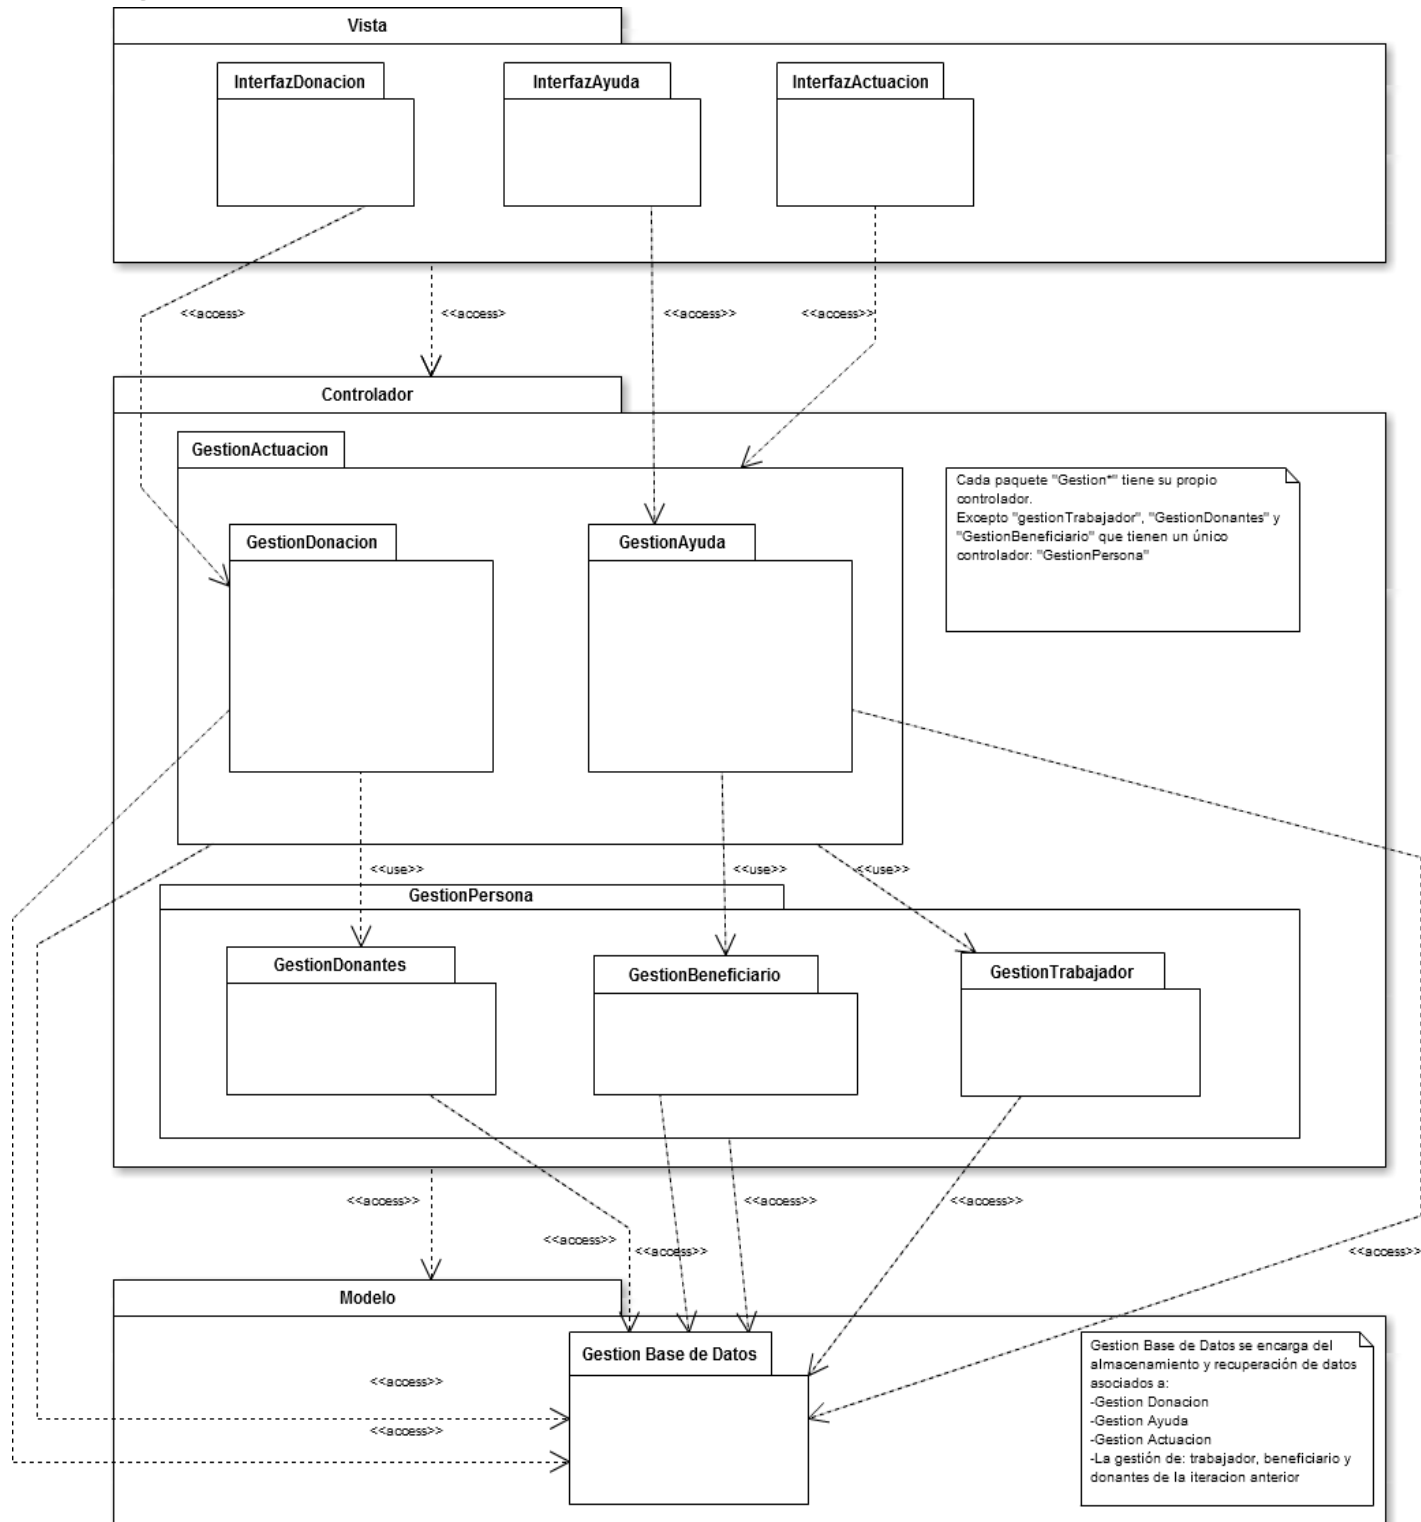 Vista
InterfazDonacion
InterfazAyuda
InterfazActuacion
<<access>
<<access>
<<access>>
<<access>>
Controlador
GestionActuacion
Cada paquete "Gestion*" tiene su propio
controlador.
Excepto "gestionTrabajador", "GestionDonantes" y
"GestionBeneficiario" que tienen un único
controlador: "GestionPersona"
GestionDonacion
GestionAyuda
<<use>>
<<use>>
<<use>>
GestionPersona
GestionDonantes
GestionBeneficiario
GestionTrabajador
<<access>>
<<access>>
<<access>>
<<access>>
<<access>>
<<access>>
Modelo
Gestion Base de Datos
<<access>>
<<access>>
Gestion Base de Datos se encarga del
almacenamiento y recuperación de datos
asociados a:
-Gestion Donacion
-Gestion Ayuda
-Gestion Actuacion
-La gestión de: trabajador, beneficiario y
donantes de la iteracion anterior